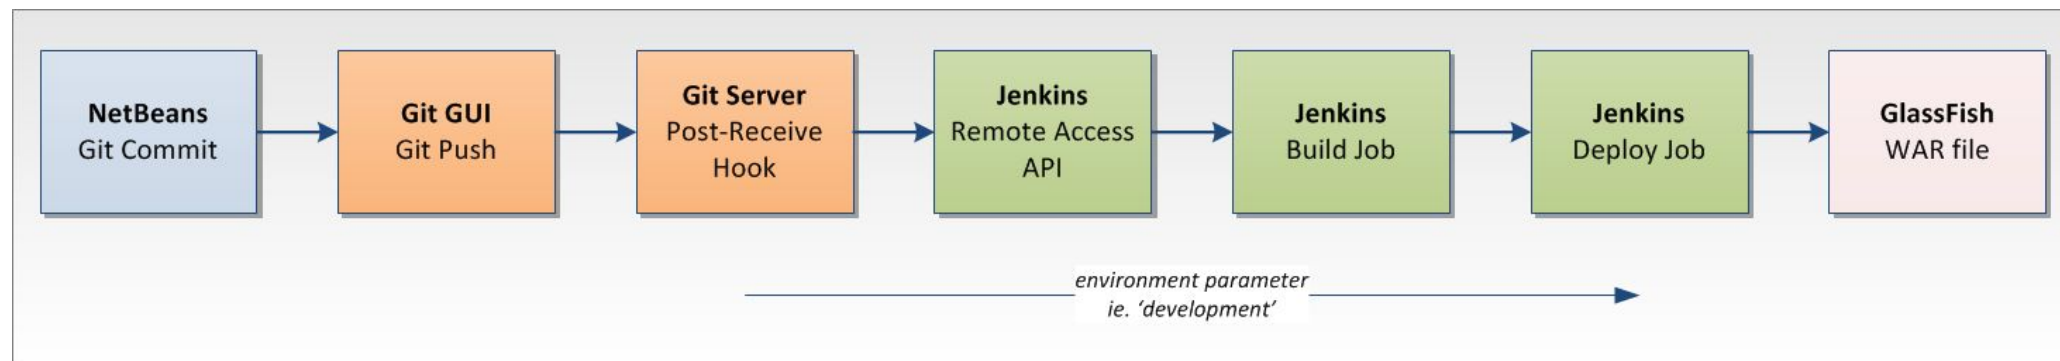 NetBeans
Git Commit
Git GUI
Git Push
Git Server
Post-Receive
Hook
Jenkins
Remote Access
API
Jenkins
Build Job
Jenkins
Deploy Job
GlassFish
WAR file
environment parameter
ie. ‘development’